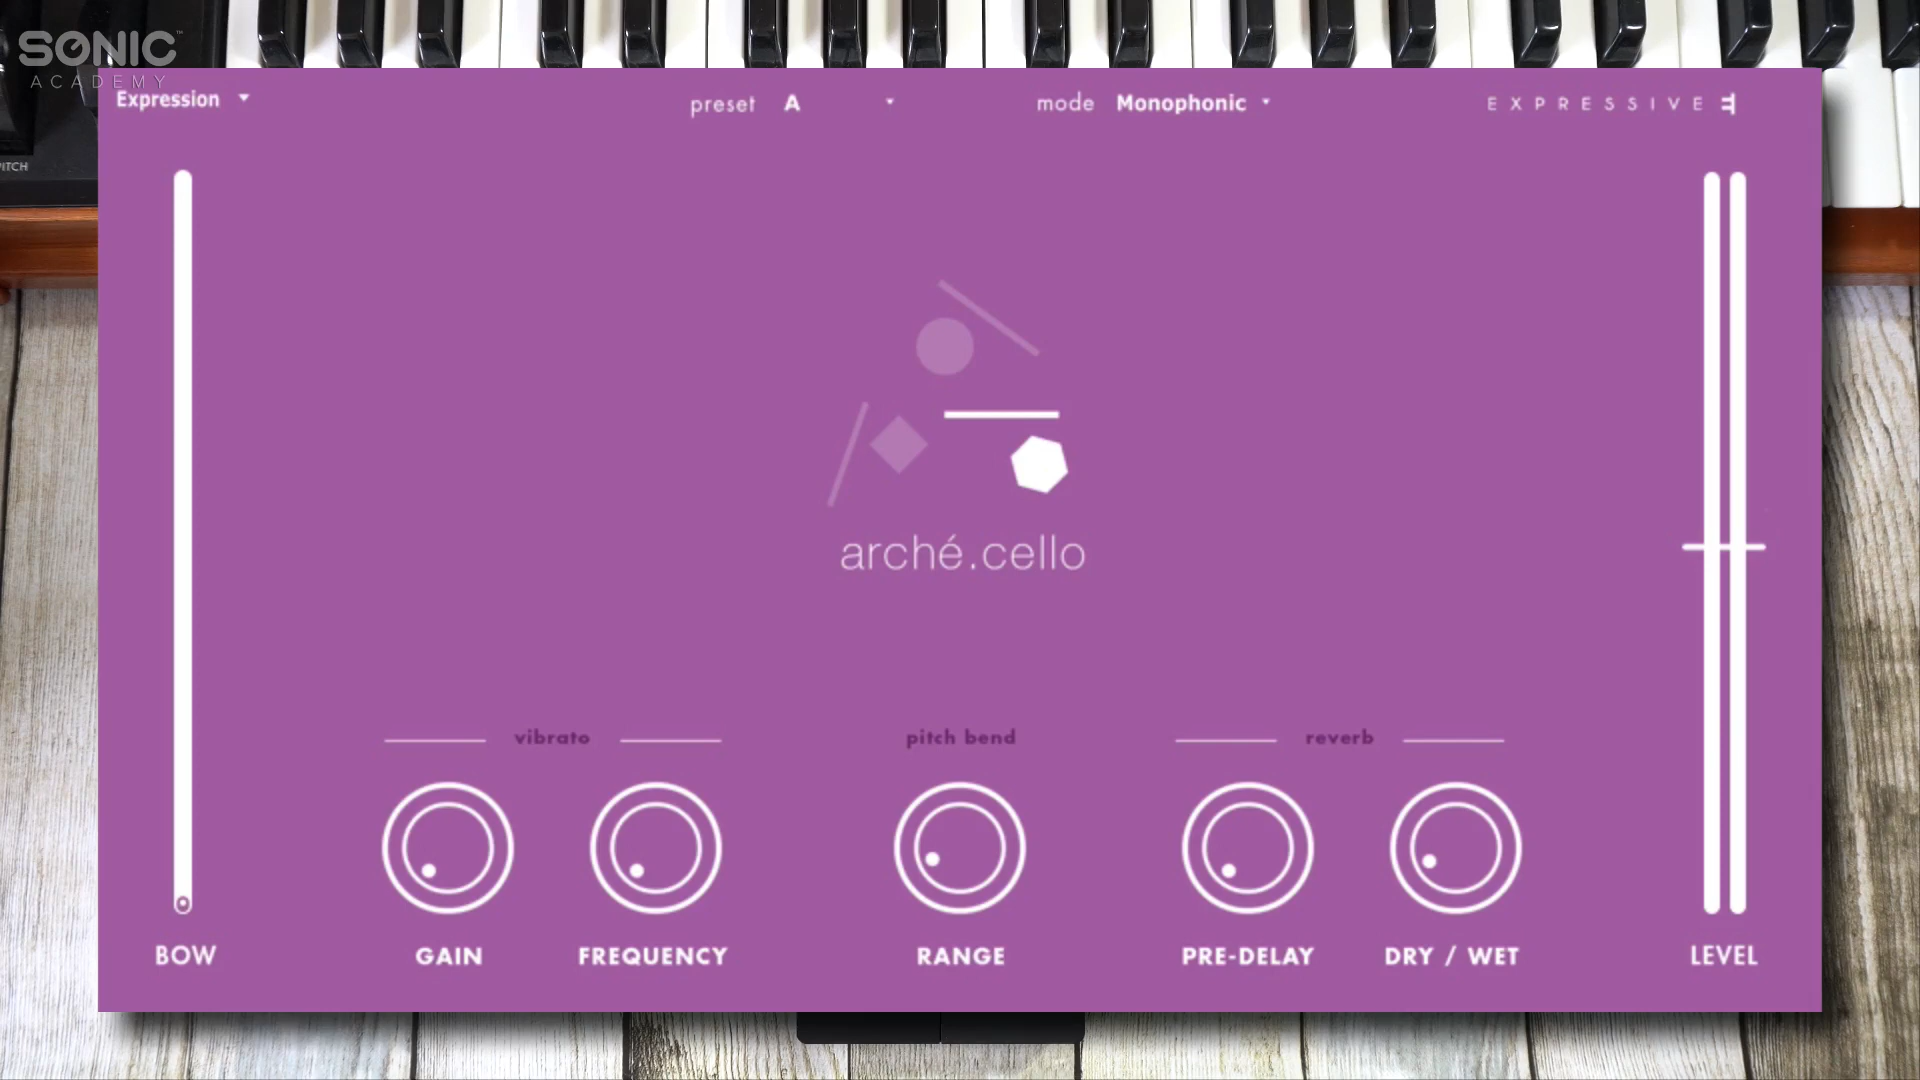 SONIC
ACADEMY
Expression
preset A
mode Monophonic
EXPRESSIVE
PITCH
arché.cello
vibrato
pitch bend
reverb
BOW
GAIN
FREQUENCY
RANGE
PRE-DELAY
DRY / WET
LEVEL